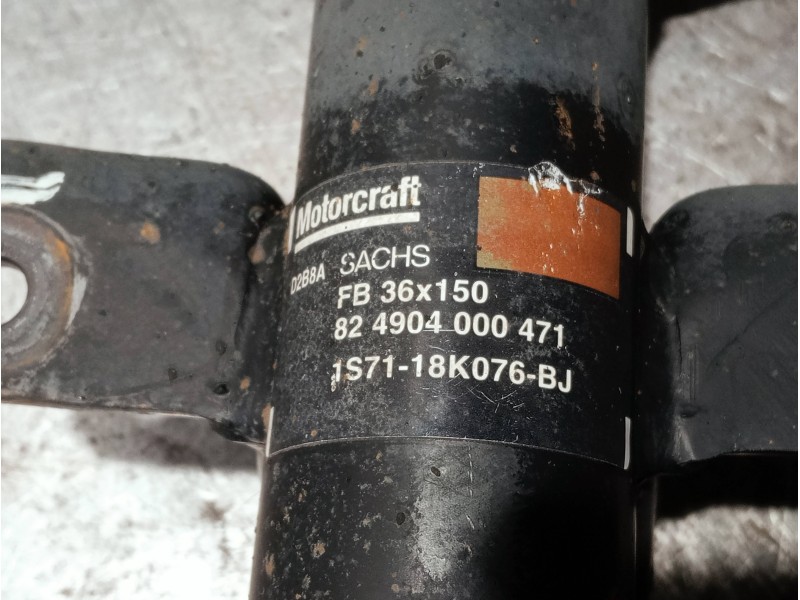 Motorcraft
D2B8A SACHS
FB 36x150
82 4904 000 471
1S71-18K076-BJ